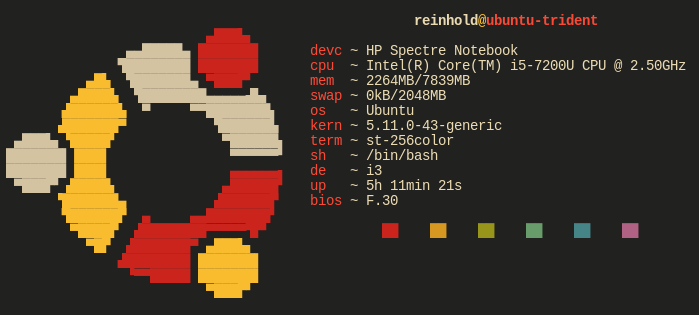 reinhold@ubuntu-trident
devc ~ HP Spectre Notebook
cpu ~ Intel(R) Core(TM) i5-7200U CPU @ 2.50GHz
mem ~ 2264MB/7839MB
swap ~ 0kB/2048MB
os ~ Ubuntu
kern ~ 5.11.0-43-generic
term ~ st-256color
sh ~ /bin/bash
de ~ i3
up ~ 5h 11min 21s
bios ~ F.30